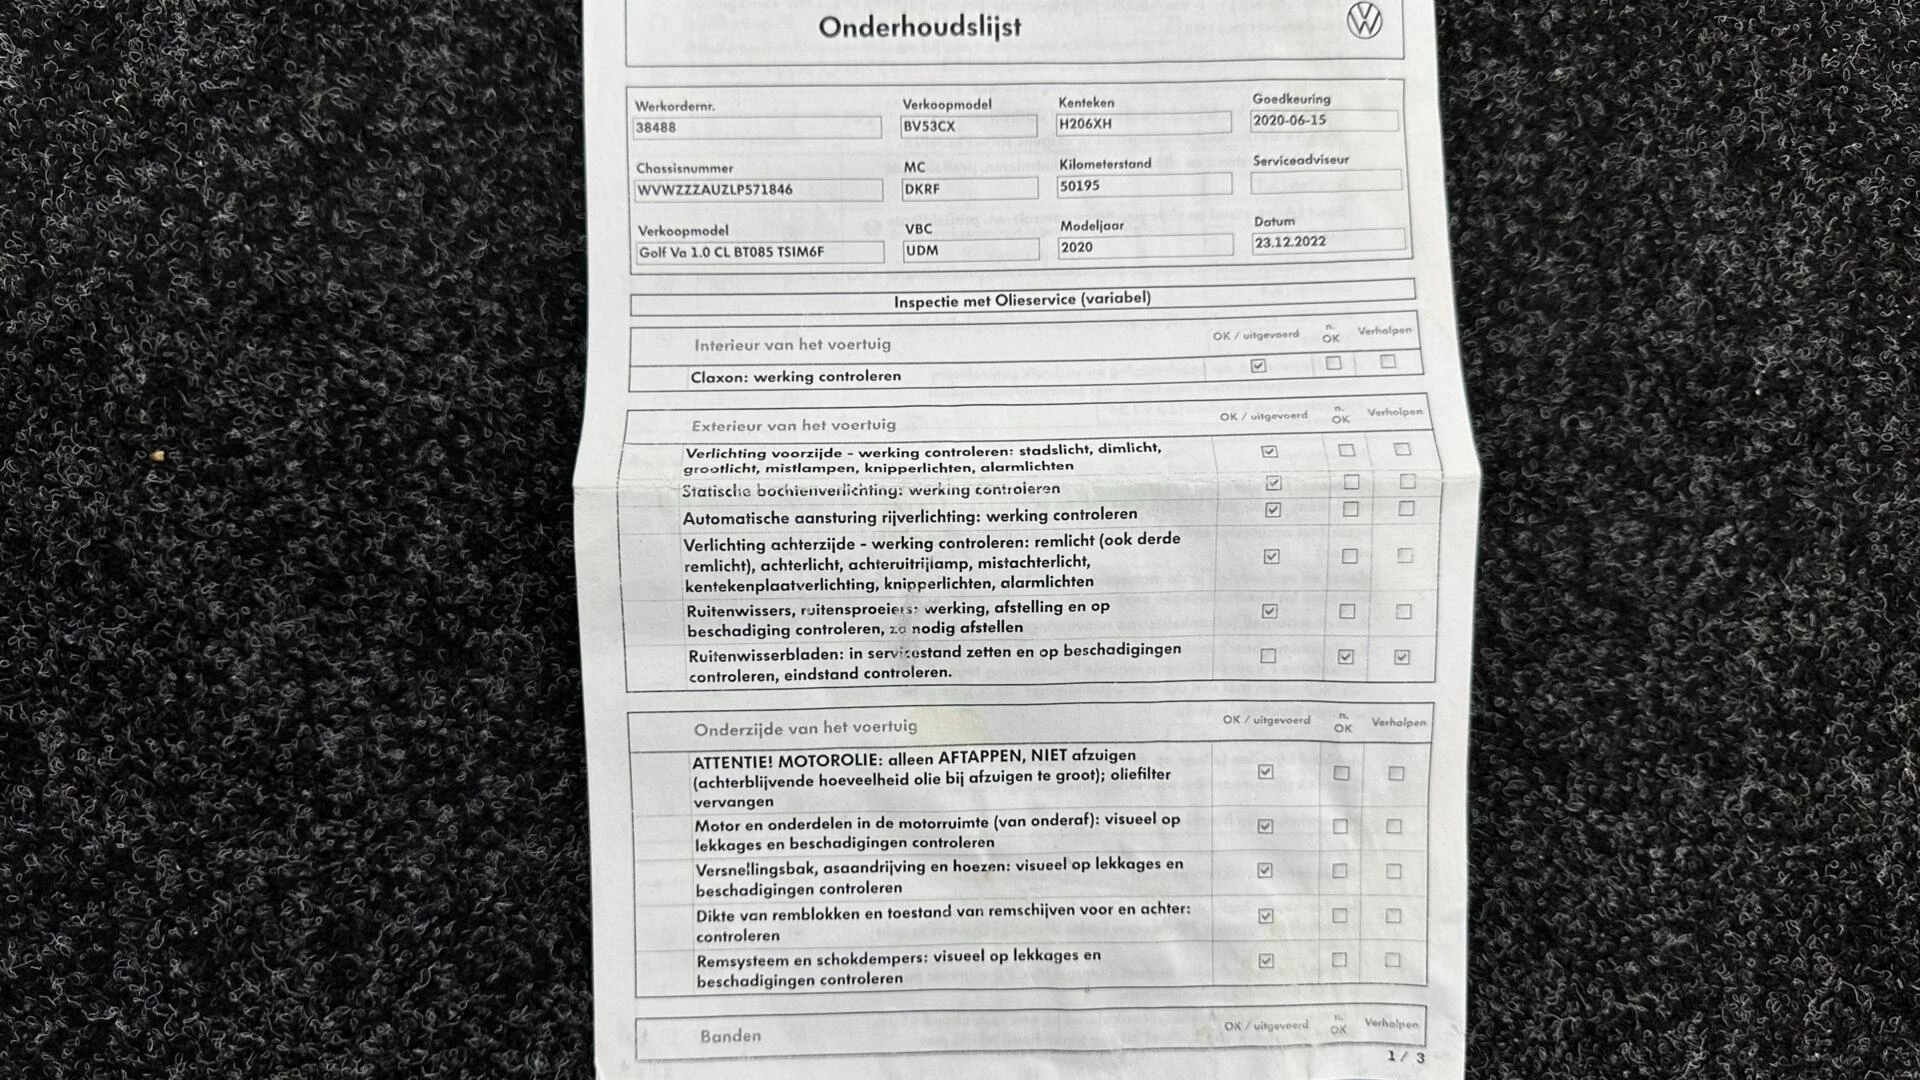 Onderhoudslijst
Werkordernr. Verkoopmodel Kenteken Goedkeuring
38488 BV53CX H206XH 2020-06-15
Chassisnummer MC Kilometerstand Serviceadviseur
WVWZZZAUZLP571846 DKRF 50195
Verkoopmodel VBC Modeljaar Datum
Golf Va 1.0 CL BT085 TSIM6F UDM 2020 23.12.2022
Inspectie met Olieservice (variabel)
Interieur van het voertuig OK / uitgevoerd n. OK Verholpen
Claxon: werking controleren
Exterieur van het voertuig OK / uitgevoerd n. OK Verholpen
Verlichting voorzijde - werking controleren: stadslicht, dimlicht,
grootlicht, mistlampen, knipperlichten, alarmlichten
Statische bochienverlichting: werking controleren
Automatische aansturing rijverlichting: werking controleren
Verlichting achterzijde - werking controleren: remlicht (ook derde
remlicht), achterlicht, achteruitrijlamp, mistachterlicht,
kentekenplaatverlichting, knipperlichten, alarmlichten
Ruitenwissers, ruitensproeiers: werking, afstelling en op
beschadiging controleren, zo nodig afstellen
Ruitenwisserbladen: in servicestand zetten en op beschadigingen
controleren, eindstand controleren.
Onderzijde van het voertuig OK / uitgevoerd n. OK Verholpen
ATTENTIE! MOTOROLIE: alleen AFTAPPEN, NIET afzuigen
(achterblijvende hoeveelheid olie bij afzuigen te groot); oliefilter
vervangen
Motor en onderdelen in de motorruimte (van onderaf): visueel op
lekkages en beschadigingen controleren
Versnellingsbak, asaandrijving en hoezen: visueel op lekkages en
beschadigingen controleren
Dikte van remblokken en toestand van remschijven voor en achter:
controleren
Remsysteem en schokdempers: visueel op lekkages en
beschadigingen controleren
Banden OK / uitgevoerd n. OK Verholpen
1 / 3